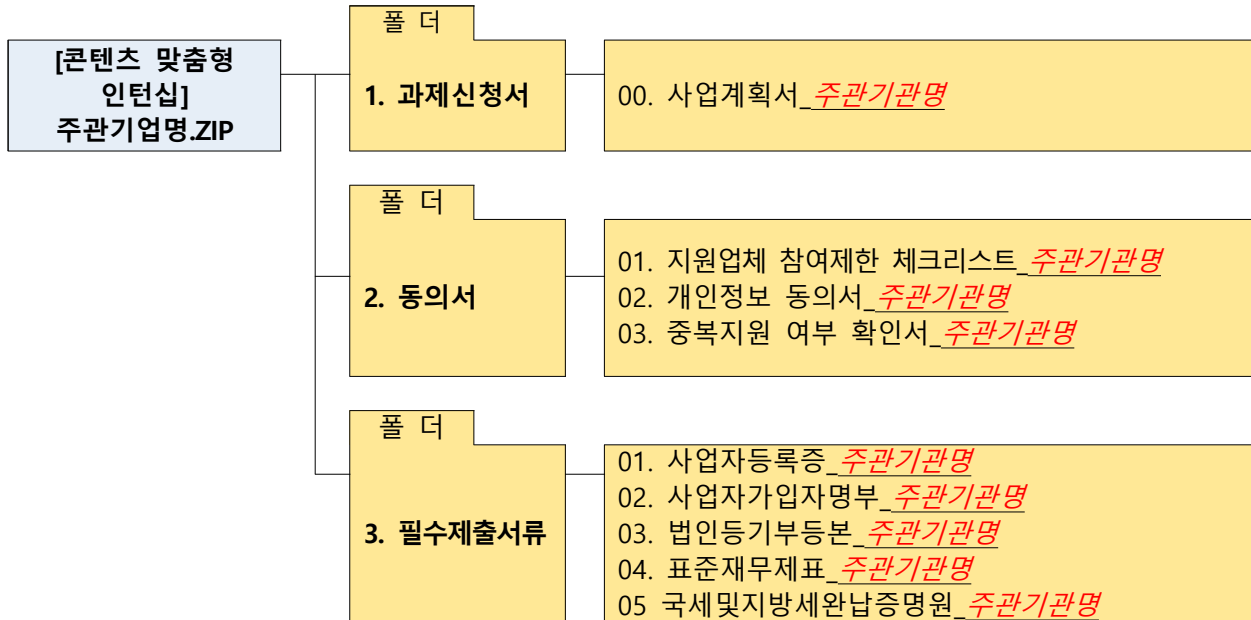 [콘텐츠 맞춤형
인턴십]
주관기업명.ZIP
폴 더
1. 과제신청서
00. 사업계획서_주관기관명
폴 더
2. 동의서
01. 지원업체 참여제한 체크리스트_주관기관명
02. 개인정보 동의서_주관기관명
03. 중복지원 여부 확인서_주관기관명
폴 더
3. 필수제출서류
01. 사업자등록증_주관기관명
02. 사업자가입자명부_주관기관명
03. 법인등기부등본_주관기관명
04. 표준재무제표_주관기관명
05 국세및지방세완납증명원_주관기관명